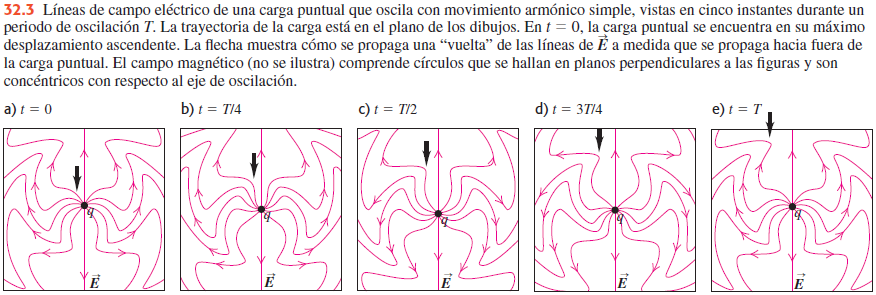 32.3 Líneas de campo eléctrico de una carga puntual que oscila con movimiento armónico simple, vistas en cinco instantes durante un
periodo de oscilación T. La trayectoria de la carga está en el plano de los dibujos. En t = 0, la carga puntual se encuentra en su máximo
desplazamiento ascendente. La flecha muestra cómo se propaga una “vuelta” de las líneas de E⃗ a medida que se propaga hacia fuera de
la carga puntual. El campo magnético (no se ilustra) comprende círculos que se hallan en planos perpendiculares a las figuras y son
concéntricos con respecto al eje de oscilación.
a) t = 0 b) t = T/4 c) t = T/2 d) t = 3T/4 e) t = T
q q q q q
E⃗ E⃗ E⃗ E⃗ E⃗